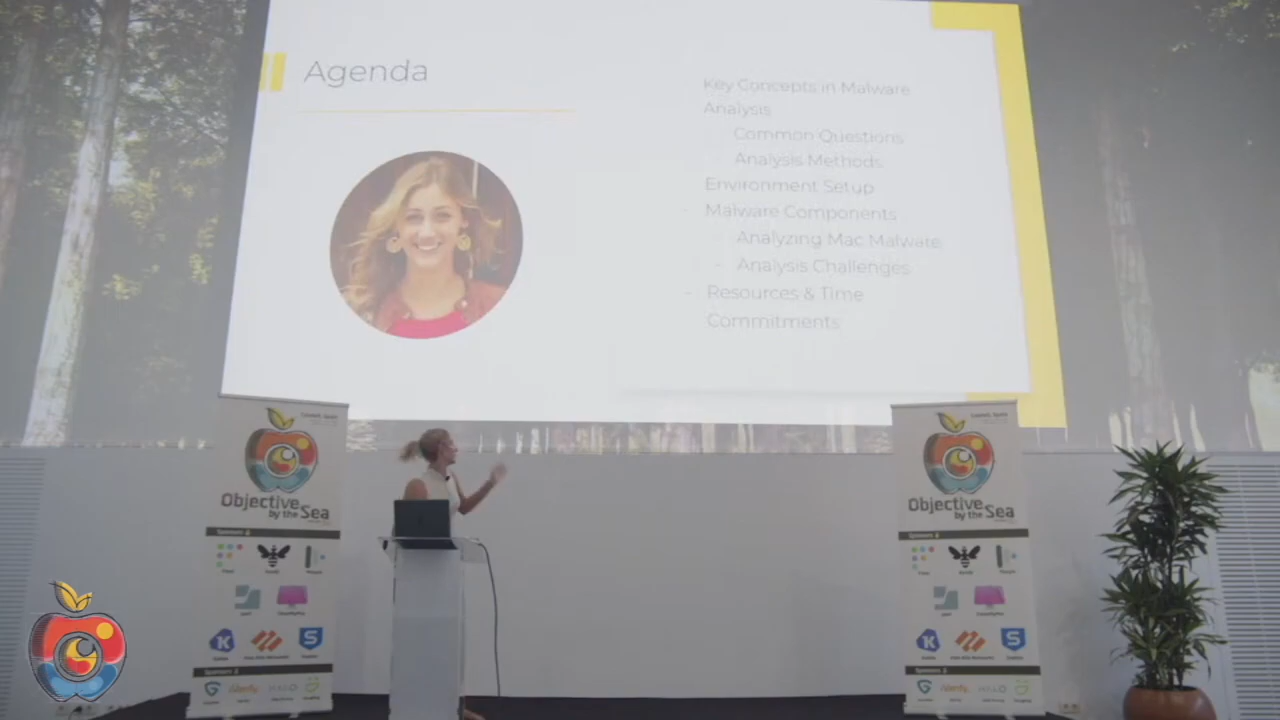 Agenda
Key Concepts in Malware
Analysis
- Common Questions
- Analysis Methods
Environment Setup
- Malware Components
- Analyzing Mac Malware
- Analysis Challenges
- Resources & Time
Commitments
Objective
by the Sea
Objective
by the Sea